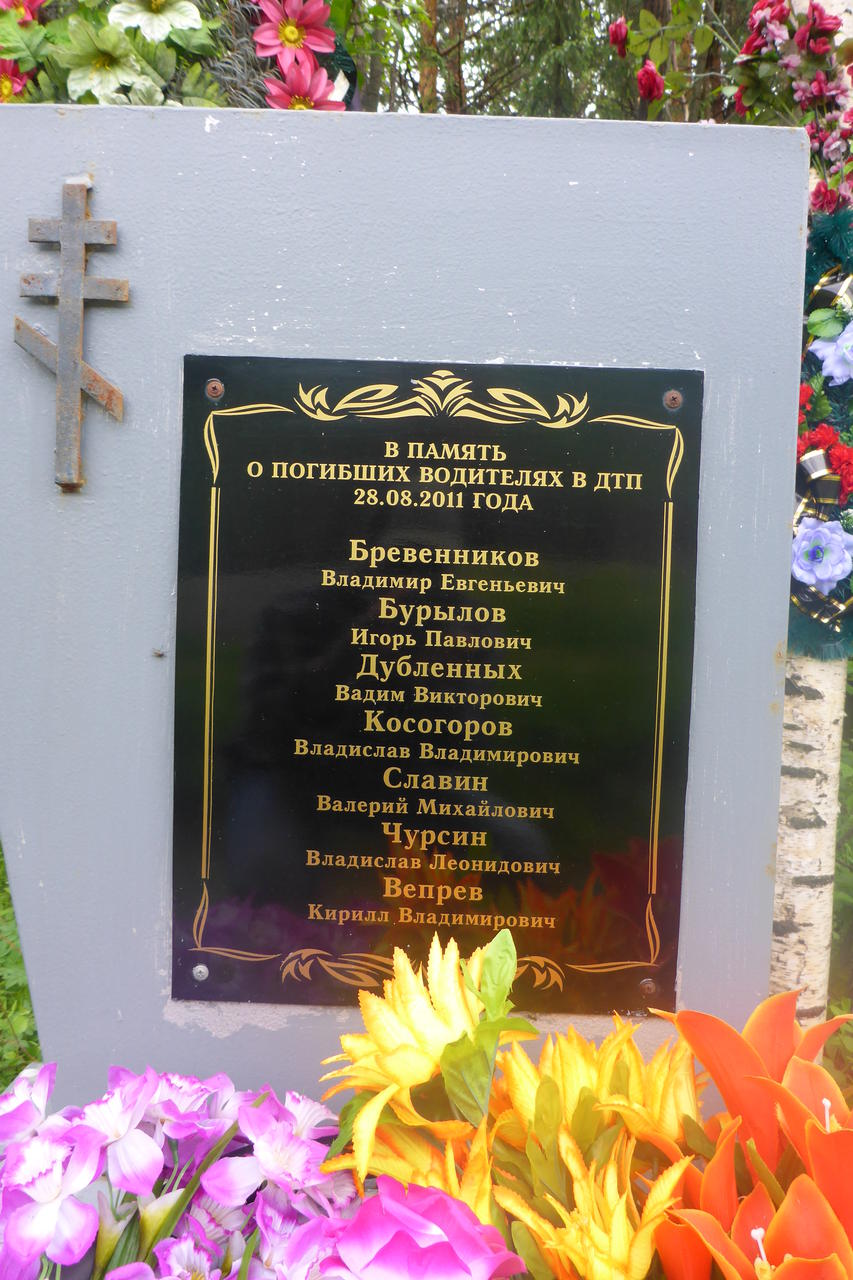 В ПАМЯТЬ
О ПОГИБШИХ ВОДИТЕЛЯХ В ДТП
28.08.2011 ГОДА
Бревенников
Владимир Евгеньевич
Бурылов
Игорь Павлович
Дубленных
Вадим Викторович
Косогоров
Владислав Владимирович
Славин
Валерий Михайлович
Чурсин
Владислав Леонидович
Вепрев
Кирилл Владимирович